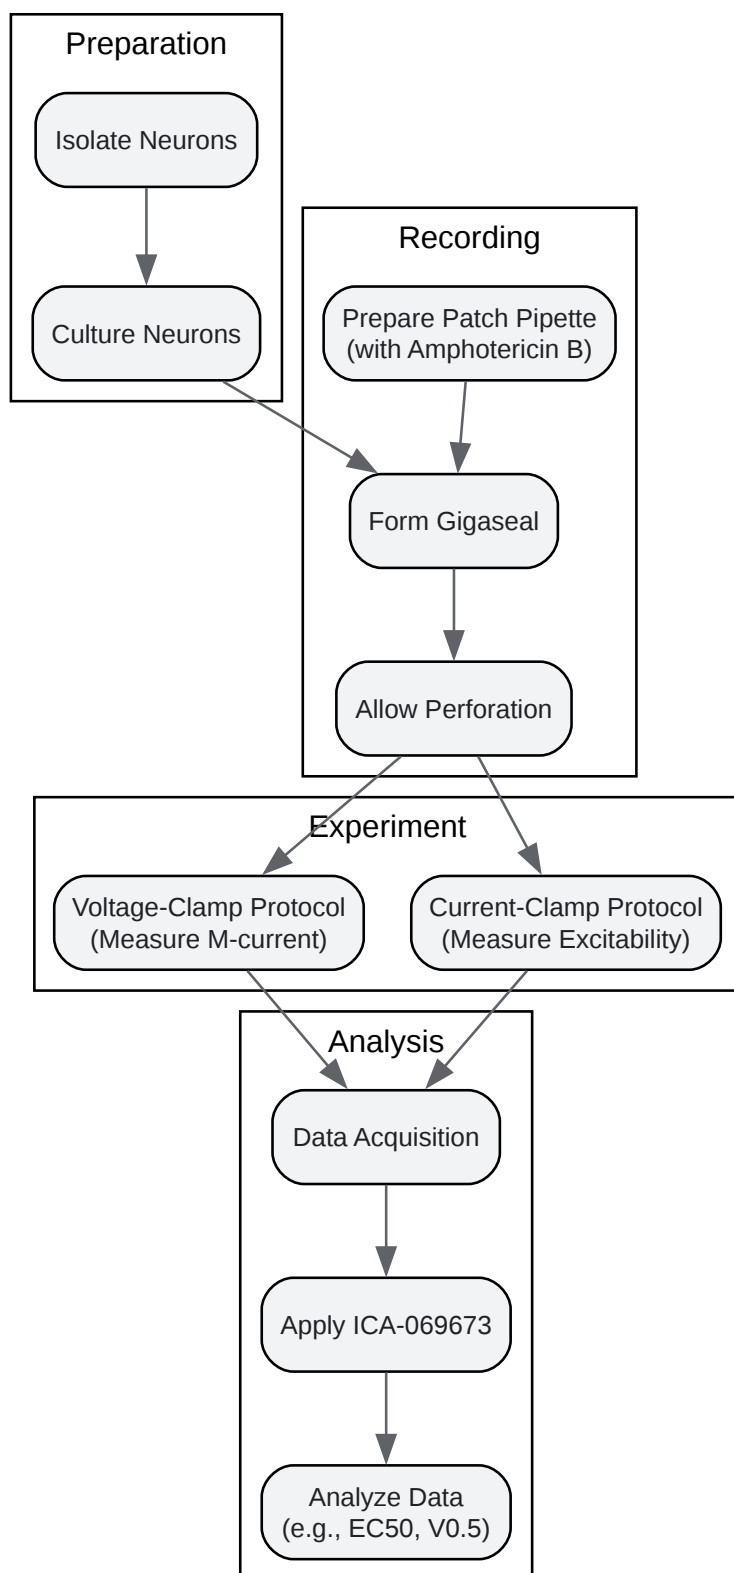 Preparation
Isolate Neurons
Culture Neurons
Recording
Prepare Patch Pipette
(with Amphotericin B)
Form Gigaseal
Allow Perforation
Experiment
Voltage-Clamp Protocol
(Measure M-current)
Current-Clamp Protocol
(Measure Excitability)
Analysis
Data Acquisition
Apply ICA-069673
Analyze Data
(e.g., EC50, V0.5)